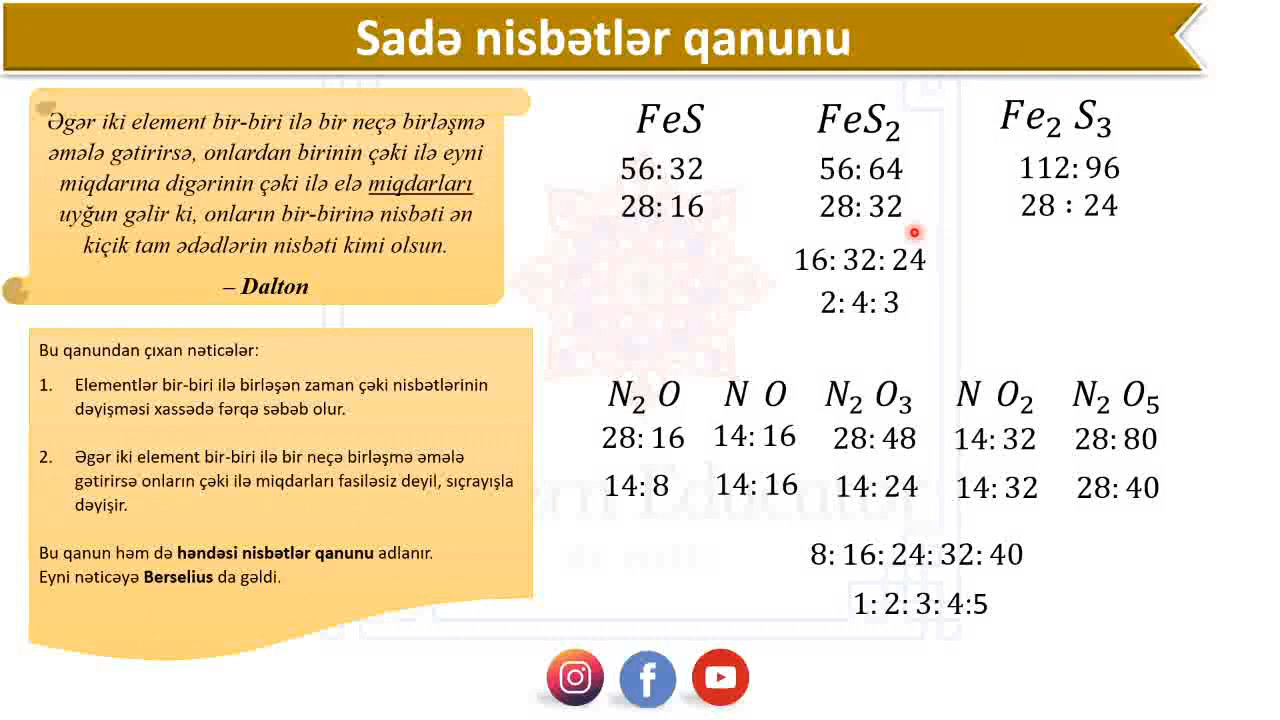 Sadə nisbətlər qanunu
Əgər iki element bir-biri ilə bir neçə birləşmə
əmələ gətirirsə, onlardan birinin çəki ilə eyni
miqdarına digərinin çəki ilə elə miqdarları
uyğun gəlir ki, onların bir-birinə nisbəti ən
kiçik tam ədədlərin nisbəti kimi olsun.
– Dalton
Bu qanundan çıxan nəticələr:
1. Elementlər bir-biri ilə birləşən zaman çəki nisbətlərinin
dəyişməsi xassədə fərqə səbəb olur.
2. Əgər iki element bir-biri ilə bir neçə birləşmə əmələ
gətirirsə onların çəki ilə miqdarları fasiləsiz deyil, sıçrayışla
dəyişir.
Bu qanun həm də həndəsi nisbətlər qanunu adlanır.
Eyni nəticəyə Berselius da gəldi.
FeS FeS₂ Fe₂ S₃
56: 32 56: 64 112: 96
28: 16 28: 32 28 : 24
16: 32: 24
2: 4: 3
N₂ O N O N₂ O₃ N O₂ N₂ O₅
28: 16 14: 16 28: 48 14: 32 28: 80
14: 8 14: 16 14: 24 14: 32 28: 40
8: 16: 24: 32: 40
1: 2: 3: 4:5